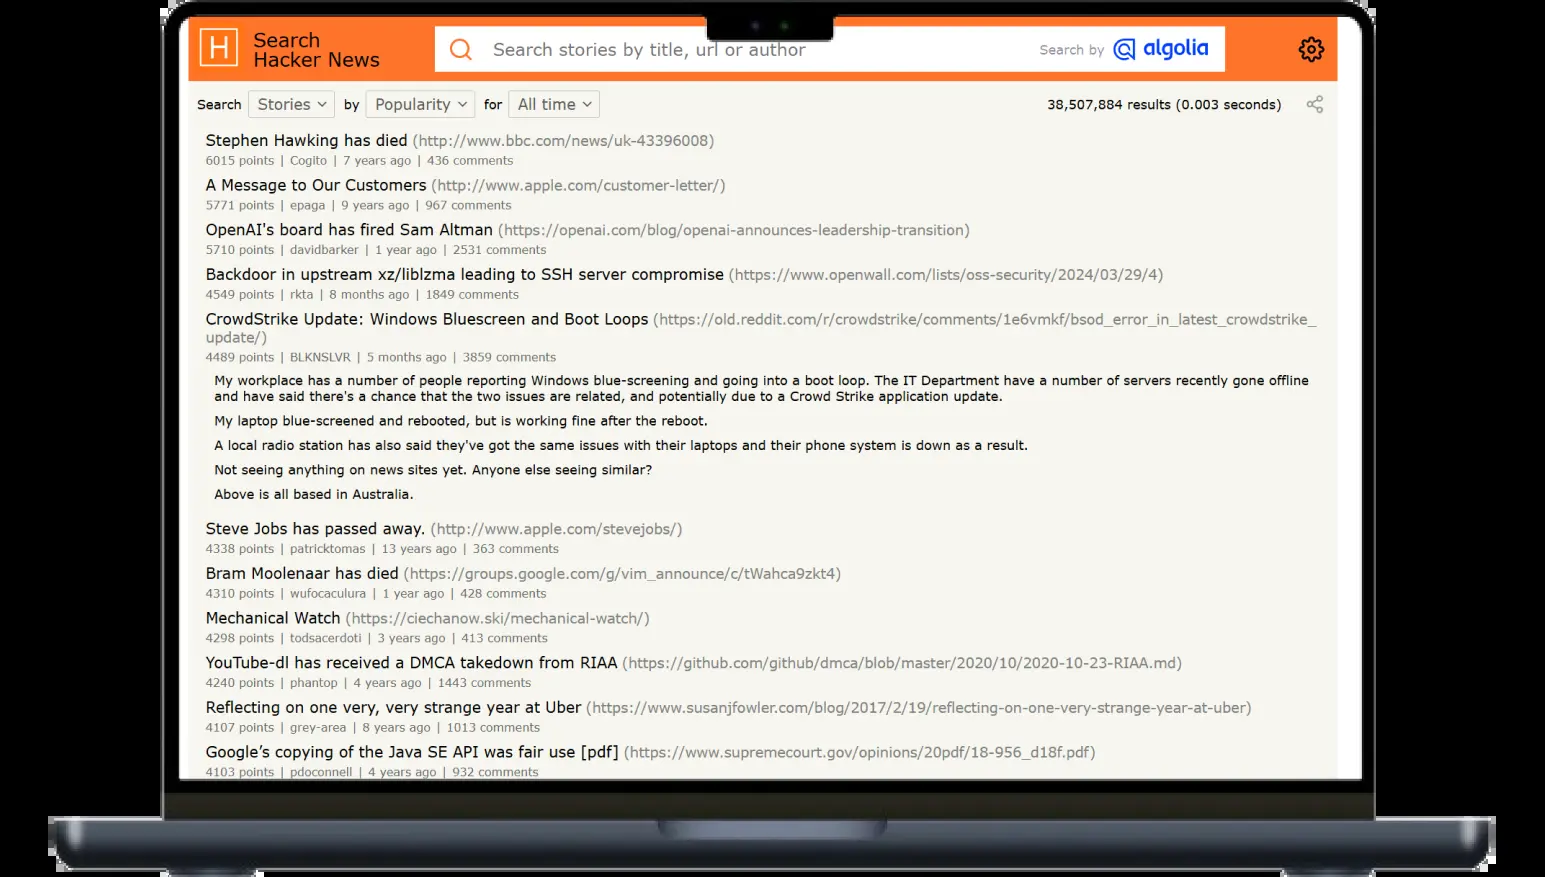 H
Search
Hacker News
Search stories by title, url or author
Search by algolia
Search Stories by Popularity for All time
38,507,884 results (0.003 seconds)
Stephen Hawking has died (http://www.bbc.com/news/uk-43396008)
6015 points | Cogito | 7 years ago | 436 comments
A Message to Our Customers (http://www.apple.com/customer-letter/)
5771 points | epaga | 9 years ago | 967 comments
OpenAI's board has fired Sam Altman (https://openai.com/blog/openai-announces-leadership-transition)
5710 points | davidbarker | 1 year ago | 2531 comments
Backdoor in upstream xz/liblzma leading to SSH server compromise (https://www.openwall.com/lists/oss-security/2024/03/29/4)
4549 points | rkta | 8 months ago | 1849 comments
CrowdStrike Update: Windows Bluescreen and Boot Loops (https://old.reddit.com/r/crowdstrike/comments/1e6vmkf/bsod_error_in_latest_crowdstrike_
update/)
4489 points | BLKNSLVR | 5 months ago | 3859 comments
My workplace has a number of people reporting Windows blue-screening and going into a boot loop. The IT Department have a number of servers recently gone offline
and have said there's a chance that the two issues are related, and potentially due to a Crowd Strike application update.
My laptop blue-screened and rebooted, but is working fine after the reboot.
A local radio station has also said they've got the same issues with their laptops and their phone system is down as a result.
Not seeing anything on news sites yet. Anyone else seeing similar?
Above is all based in Australia.
Steve Jobs has passed away. (http://www.apple.com/stevejobs/)
4338 points | patricktomas | 13 years ago | 363 comments
Bram Moolenaar has died (https://groups.google.com/g/vim_announce/c/tWahca9zkt4)
4310 points | wufocaculura | 1 year ago | 428 comments
Mechanical Watch (https://ciechanow.ski/mechanical-watch/)
4298 points | todsacerdoti | 3 years ago | 413 comments
YouTube-dl has received a DMCA takedown from RIAA (https://github.com/github/dmca/blob/master/2020/10/2020-10-23-RIAA.md)
4240 points | phantop | 4 years ago | 1443 comments
Reflecting on one very, very strange year at Uber (https://www.susanjfowler.com/blog/2017/2/19/reflecting-on-one-very-strange-year-at-uber)
4107 points | grey-area | 8 years ago | 1013 comments
Google’s copying of the Java SE API was fair use [pdf] (https://www.supremecourt.gov/opinions/20pdf/18-956_d18f.pdf)
4103 points | pdoconnell | 4 years ago | 932 comments